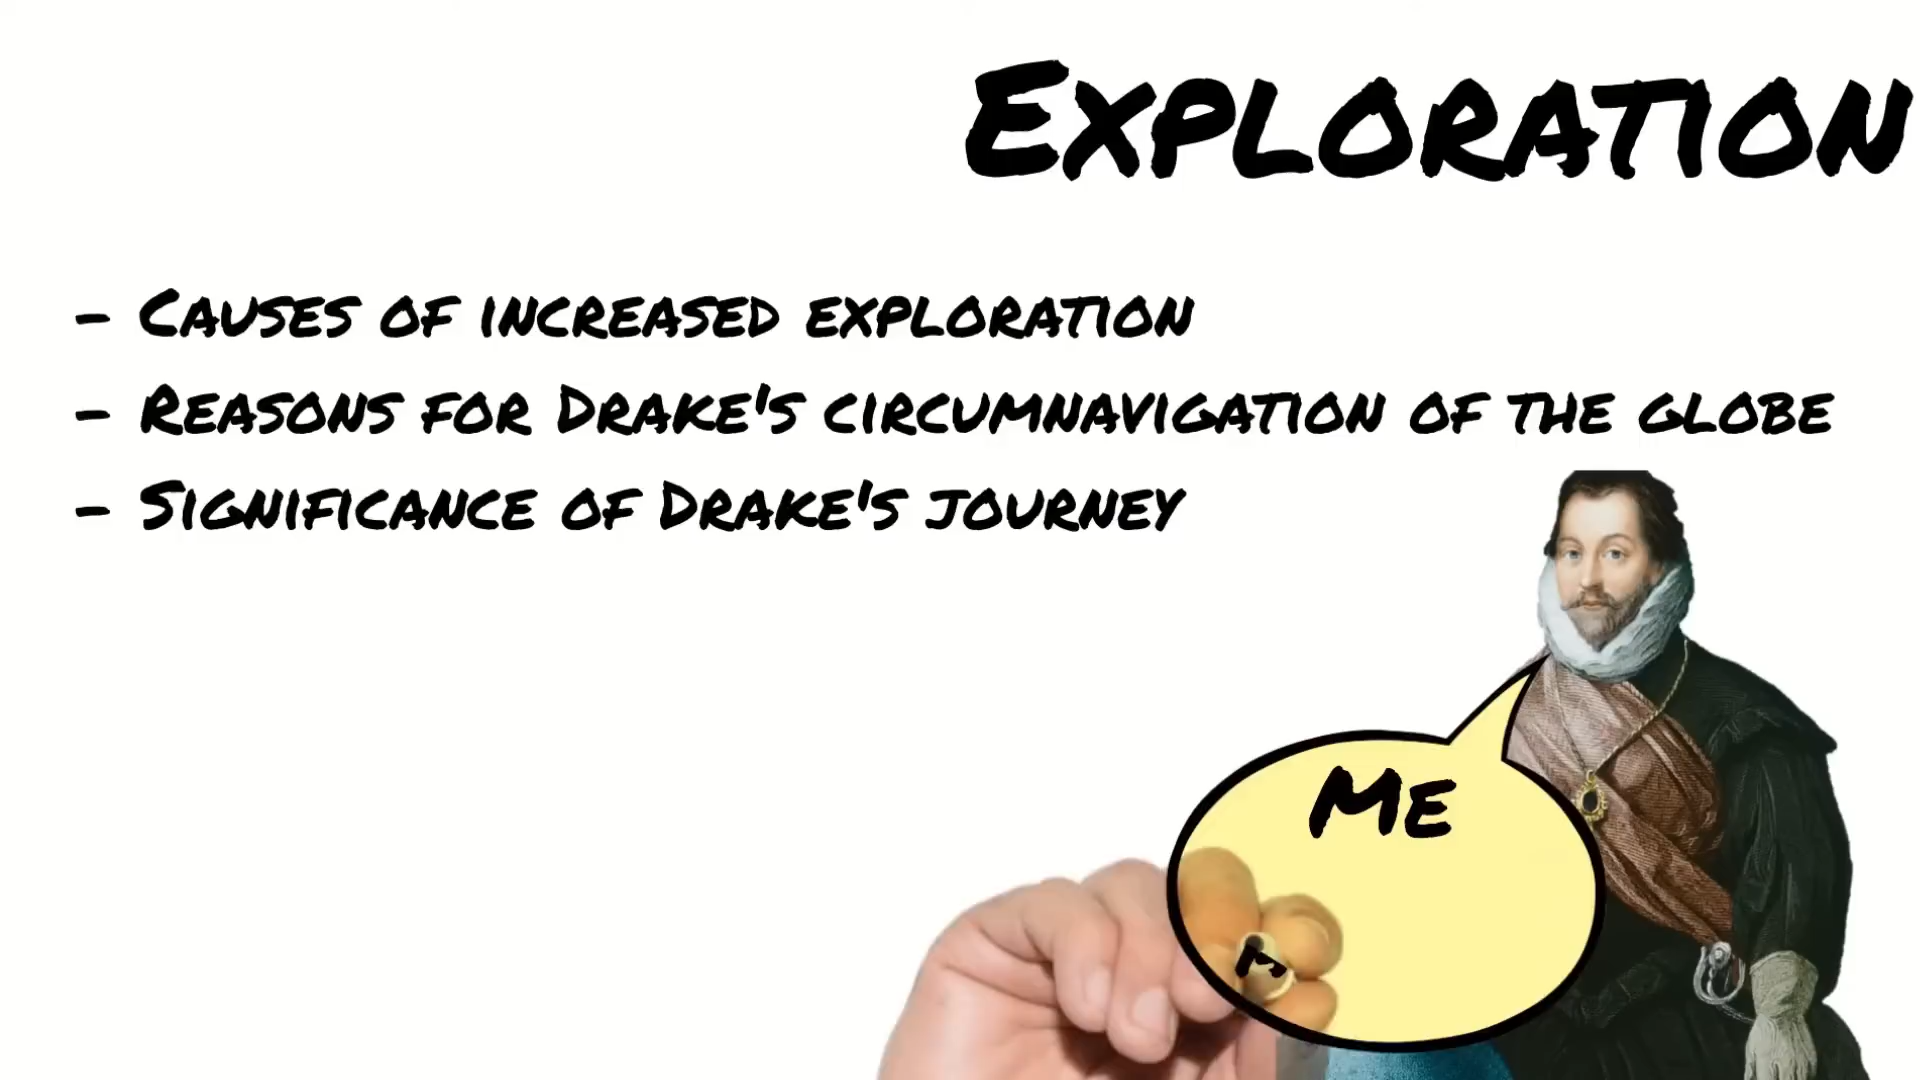 Exploration
- Causes of increased exploration
- Reasons for Drake's circumnavigation of the globe
- Significance of Drake's journey
Me